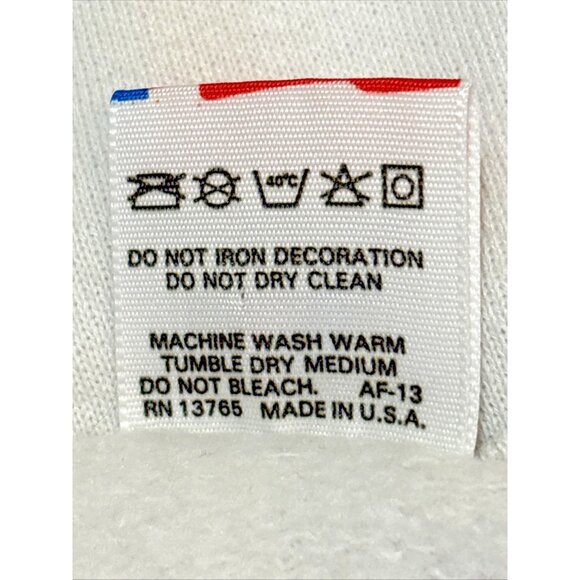 40°C
DO NOT IRON DECORATION
DO NOT DRY CLEAN
MACHINE WASH WARM
TUMBLE DRY MEDIUM
DO NOT BLEACH. AF-13
RN 13765 MADE IN U.S.A.